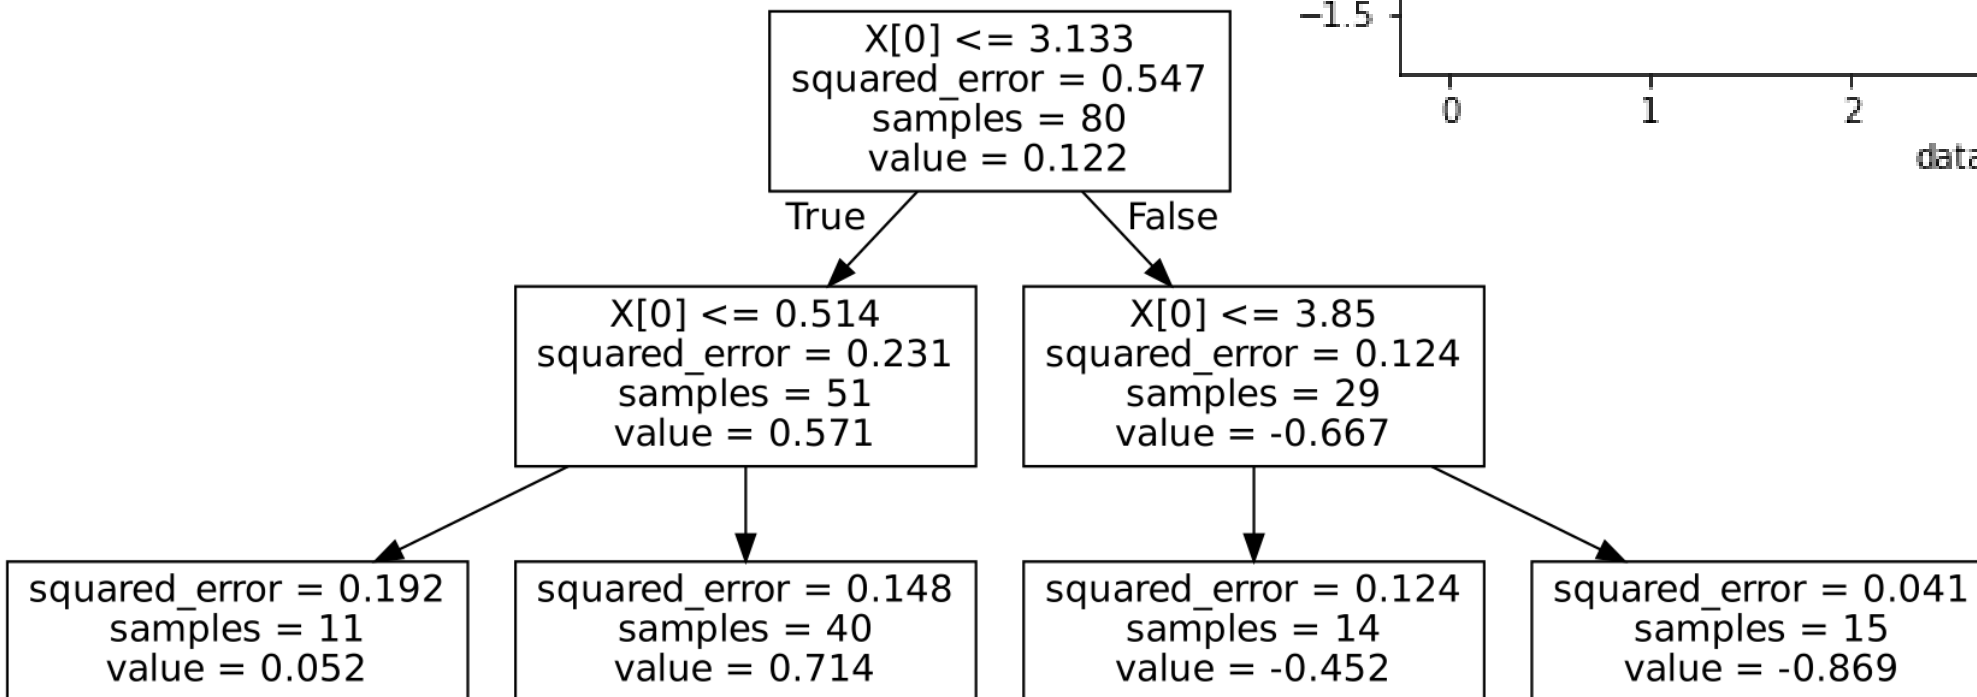 X[0] <= 3.133
squared_error = 0.547
samples = 80
value = 0.122
−1.5
0
1
2
True
False
X[0] <= 0.514
squared_error = 0.231
samples = 51
value = 0.571
X[0] <= 3.85
squared_error = 0.124
samples = 29
value = -0.667
squared_error = 0.192
samples = 11
value = 0.052
squared_error = 0.148
samples = 40
value = 0.714
squared_error = 0.124
samples = 14
value = -0.452
squared_error = 0.041
samples = 15
value = -0.869